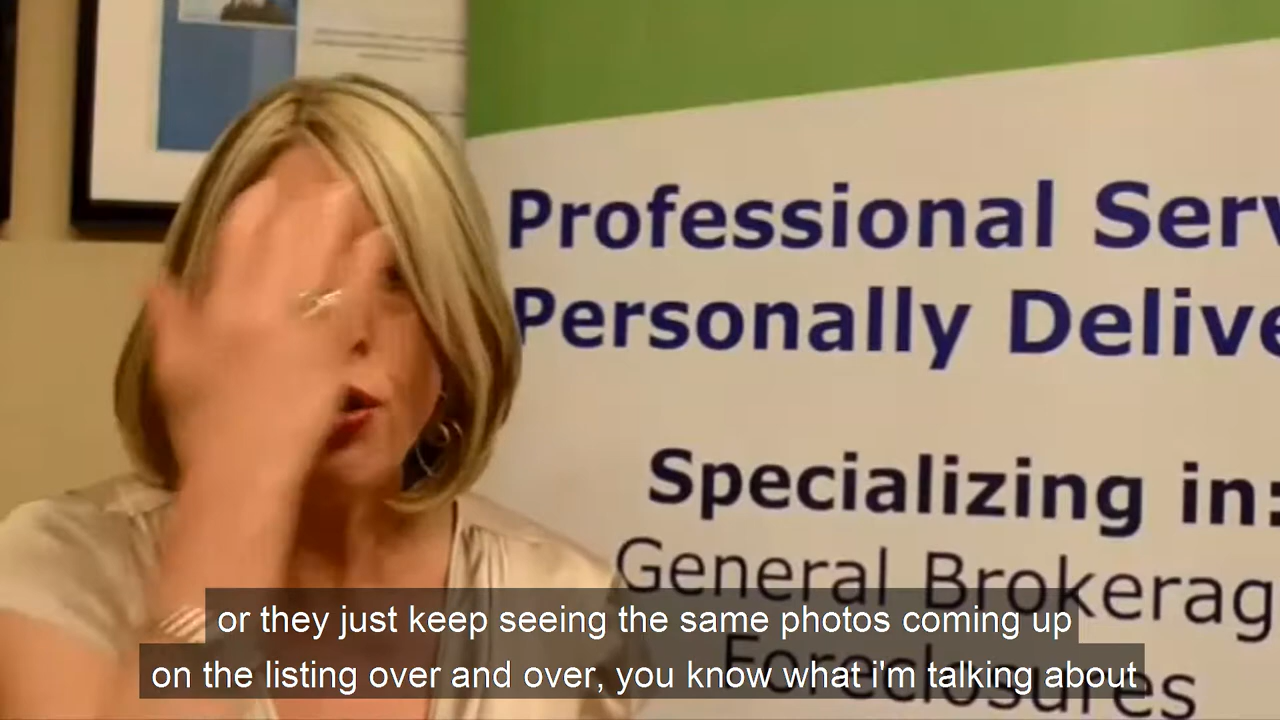 Professional Serv
Personally Delive
Specializing in:
General Brokerag
Foreclosures
or they just keep seeing the same photos coming up
on the listing over and over, you know what i'm talking about